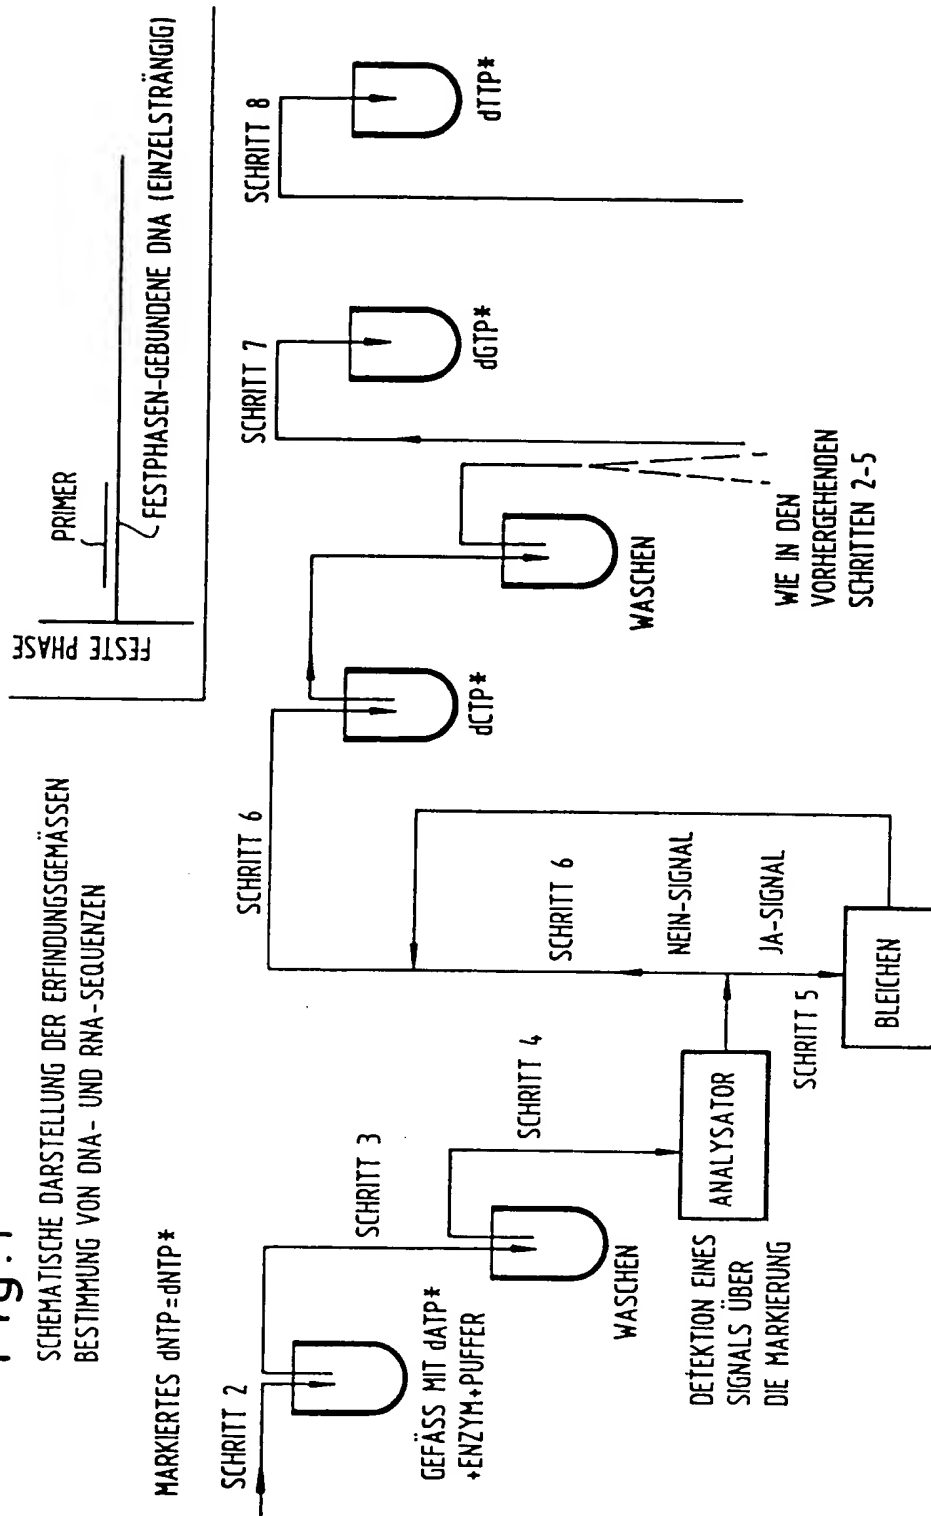 Fig.1
SCHEMATISCHE DARSTELLUNG DER ERFINDUNGSGEMÄSSEN
BESTIMMUNG VON DNA- UND RNA-SEQUENZEN
FESTE PHASE
PRIMER
FESTPHASEN-GEBUNDENE DNA (EINZELSTRÄNGIG)
MARKIERTES dNTP=dNTP*
SCHRITT 2
GEFÄSS MIT dATP*
+ENZYM+PUFFER
SCHRITT 3
WASCHEN
SCHRITT 4
DETEKTION EINES
SIGNALS ÜBER
DIE MARKIERUNG
ANALYSATOR
SCHRITT 5
BLEICHEN
JA-SIGNAL
NEIN-SIGNAL
SCHRITT 6
SCHRITT 6
dCTP*
WASCHEN
WIE IN DEN
VORHERGEHENDEN
SCHRITTEN 2-5
SCHRITT 7
dGTP*
SCHRITT 8
dTTP*